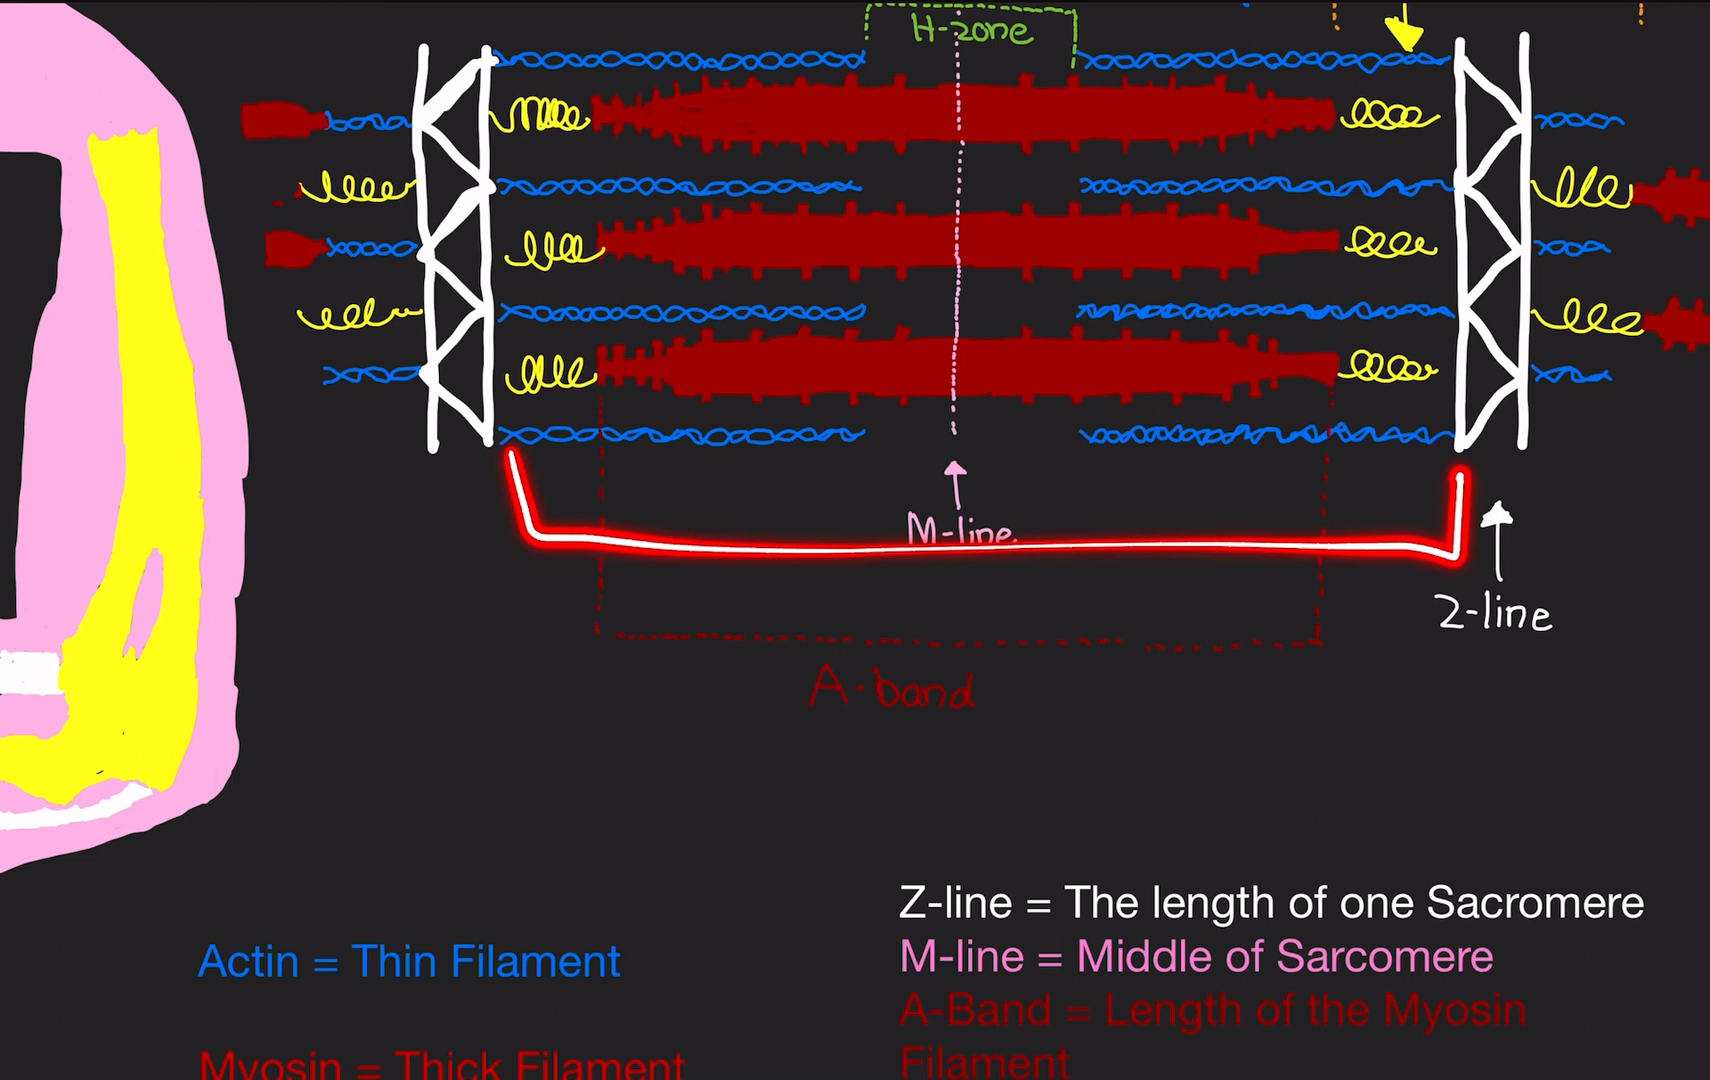 H-zone
M-line
Z-line
A-band
Z-line = The length of one Sacromere
Actin = Thin Filament
M-line = Middle of Sarcomere
A-Band = Length of the Myosin
Myosin = Thick Filament
Filament